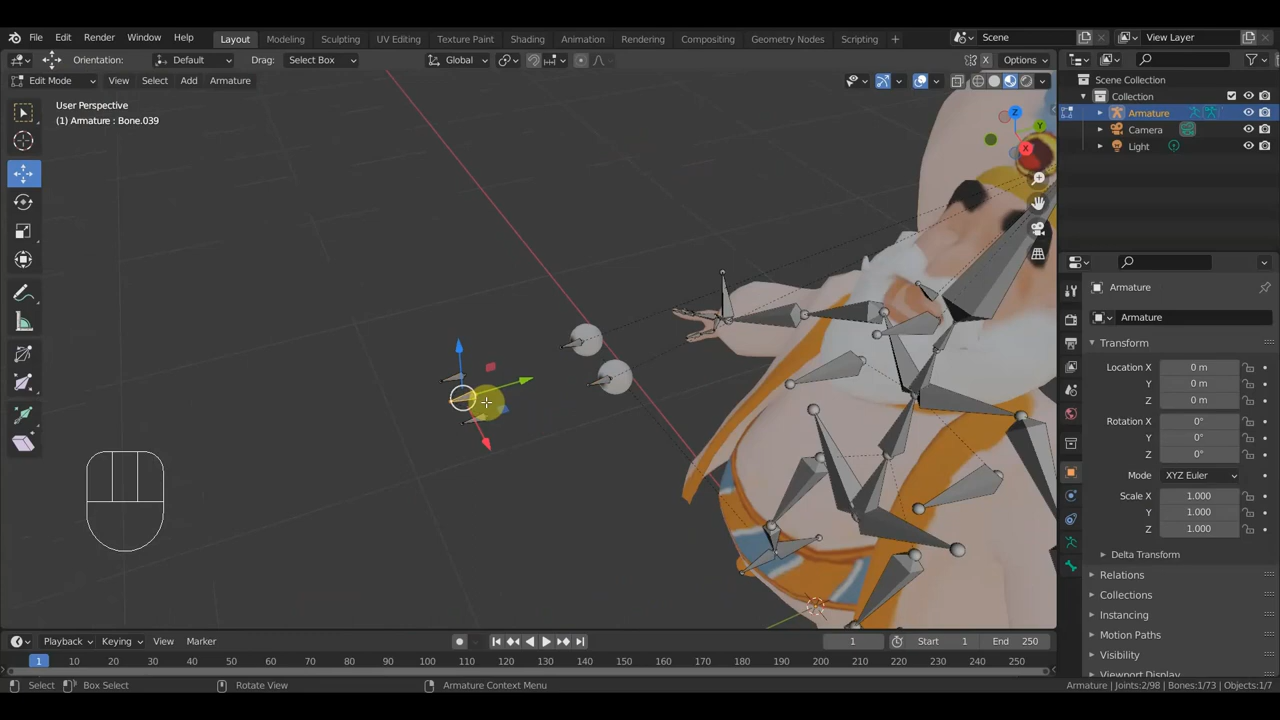 File Edit Render Window Help Layout Modeling Sculpting UV Editing Texture Paint Shading Animation Rendering Compositing Geometry Nodes Scripting + Scene View Layer
Orientation: Default Drag: Select Box Global X Options
Edit Mode View Select Add Armature
User Perspective
(1) Armature : Bone.039
Z
Y
X
Scene Collection
Collection
Armature
Camera
Light
Armature
Armature
Transform
Location X 0 m
Y 0 m
Z 0 m
Rotation X 0°
Y 0°
Z 0°
Mode XYZ Euler
Scale X 1.000
Y 1.000
Z 1.000
Delta Transform
Relations
Collections
Instancing
Motion Paths
Visibility
Viewport Display
Playback Keying View Marker 1 Start 1 End 250
1 10 20 30 40 50 60 70 80 90 100 110 120 130 140 150 160 170 180 190 200 210 220 230 240 250
Select Box Select Rotate View Armature Context Menu Armature | Joints:2/98 | Bones:1/73 | Objects:1/7